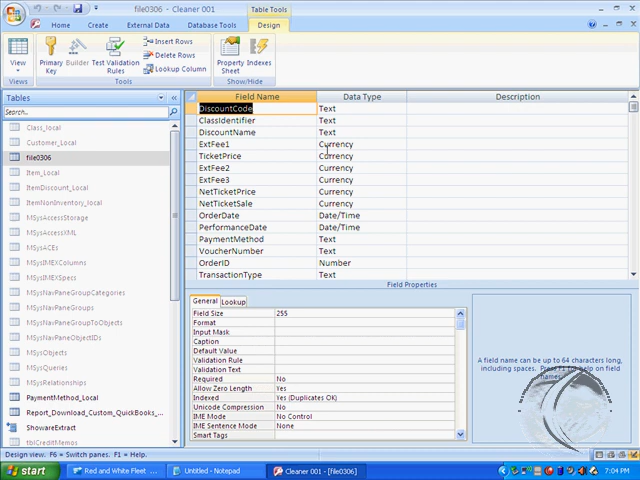 file0306 - Cleaner 001
Table Tools
Home
Create
External Data
Database Tools
Design
View
Primary Key
Builder
Test Validation Rules
Insert Rows
Delete Rows
Lookup Column
Property Sheet
Indexes
Views
Tools
Show/Hide
Tables
Search..
Class_local
Customer_Local
file0306
Item_Local
ItemDiscount_Local
ItemNonInventory_local
MSysAccessStorage
MSysAccessXML
MSysACEs
MSysIMEXColumns
MSysIMEXSpecs
MSysNavPaneGroupCategories
MSysNavPaneGroups
MSysNavPaneGroupToObjects
MSysNavPaneObjectIDs
MSysObjects
MSysQueries
MSysRelationships
PaymentMethod_Local
Report_Download_Custom_QuickBooks_...
ShowareExtract
tblCreditMemos
Field Name Data Type Description
DiscountCode Text
ClassIdentifier Text
DiscountName Text
ExtFee1 Currency
TicketPrice Currency
ExtFee2 Currency
ExtFee3 Currency
NetTicketPrice Currency
NetTicketSale Currency
OrderDate Date/Time
PerformanceDate Date/Time
PaymentMethod Text
VoucherNumber Text
OrderID Number
TransactionType Text
Field Properties
General Lookup
Field Size 255
Format
Input Mask
Caption
Default Value
Validation Rule
Validation Text
Required No
Allow Zero Length Yes
Indexed Yes (Duplicates OK)
Unicode Compression No
IME Mode No Control
IME Sentence Mode None
Smart Tags
A field name can be up to 64 characters long,
including spaces. Press F1 for help on field
names.
Design view. F6 = Switch panes. F1 = Help.
start
Red and White Fleet ...
Untitled - Notepad
Cleaner 001 - [file0306]
7:04 PM